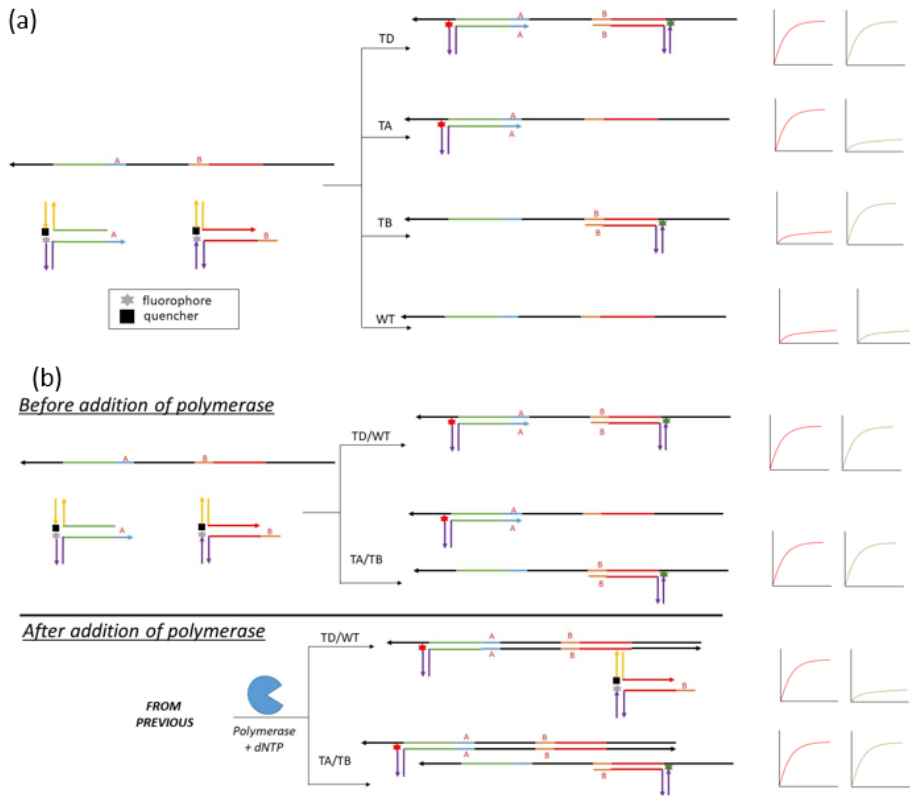 (a)
TD
A
A
B
B
TA
A
A
A
B
A
B
TB
B
B
fluorophore
quencher
WT
(b)
Before addition of polymerase
TD/WT
A
A
B
B
A
B
A
B
TA/TB
A
A
B
B
After addition of polymerase
TD/WT
A
A
B
B
B
FROM
PREVIOUS
Polymerase
+ dNTP
TA/TB
A
A
B
B
B
B